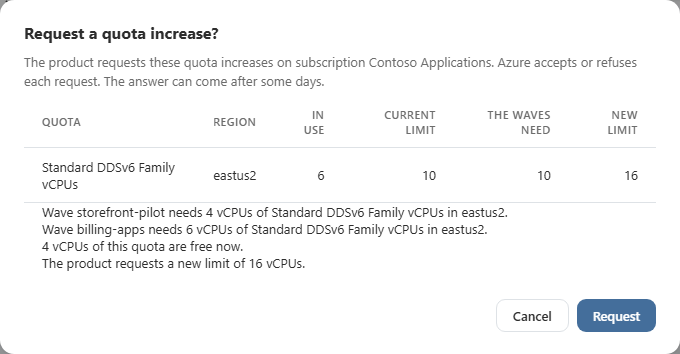 Request a quota increase?
The product requests these quota increases on subscription Contoso Applications. Azure accepts or refuses
each request. The answer can come after some days.
QUOTA REGION IN USE CURRENT LIMIT THE WAVES NEED NEW LIMIT
Standard DDSv6 Family vCPUs eastus2 6 10 10 16
Wave storefront-pilot needs 4 vCPUs of Standard DDSv6 Family vCPUs in eastus2.
Wave billing-apps needs 6 vCPUs of Standard DDSv6 Family vCPUs in eastus2.
4 vCPUs of this quota are free now.
The product requests a new limit of 16 vCPUs.
Cancel Request